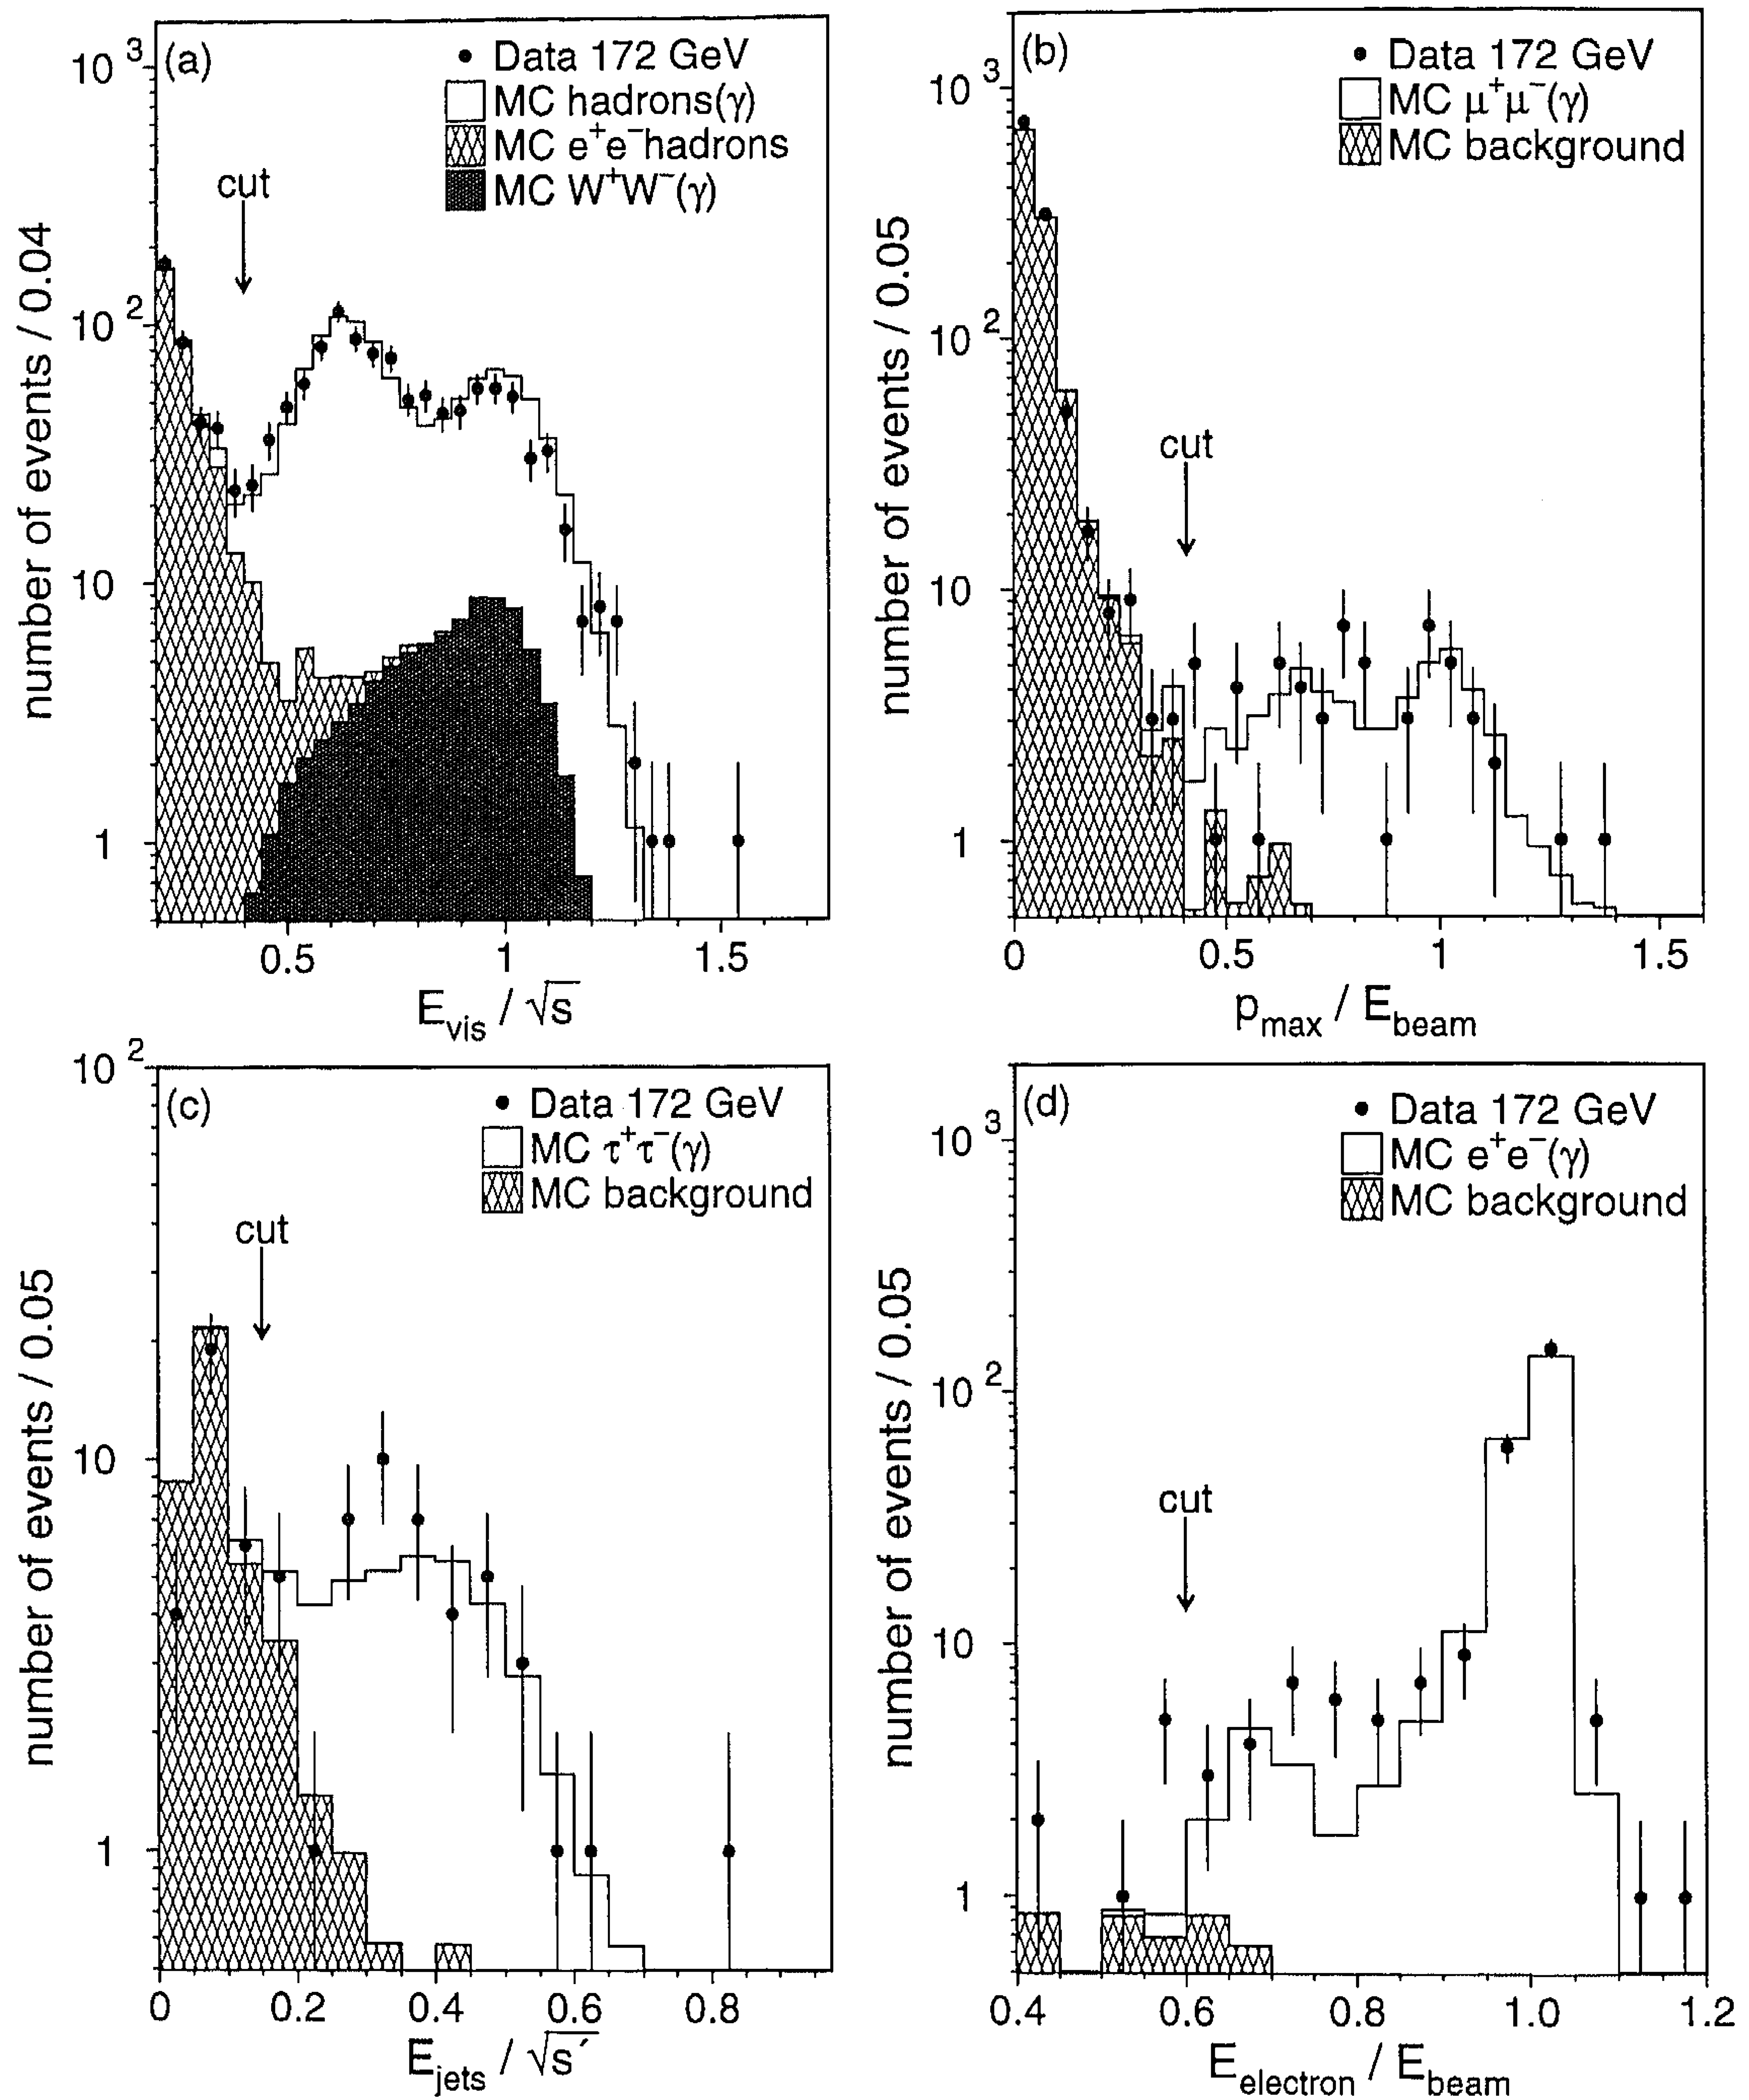 (a)
Data 172 GeV
MC hadrons(γ)
MC e⁺e⁻hadrons
MC W⁺W⁻(γ)
cut
number of events / 0.04
10³
10²
10
1
0.5 1 1.5
E_vis / √s
(b)
Data 172 GeV
MC μ⁺μ⁻(γ)
MC background
cut
number of events / 0.05
10³
10²
10
1
0 0.5 1 1.5
p_max / E_beam
(c)
Data 172 GeV
MC τ⁺τ⁻(γ)
MC background
cut
number of events / 0.05
10²
10
1
0 0.2 0.4 0.6 0.8
E_jets / √s′
(d)
Data 172 GeV
MC e⁺e⁻(γ)
MC background
cut
number of events / 0.05
10³
10²
10
1
0.4 0.6 0.8 1.0 1.2
E_electron / E_beam